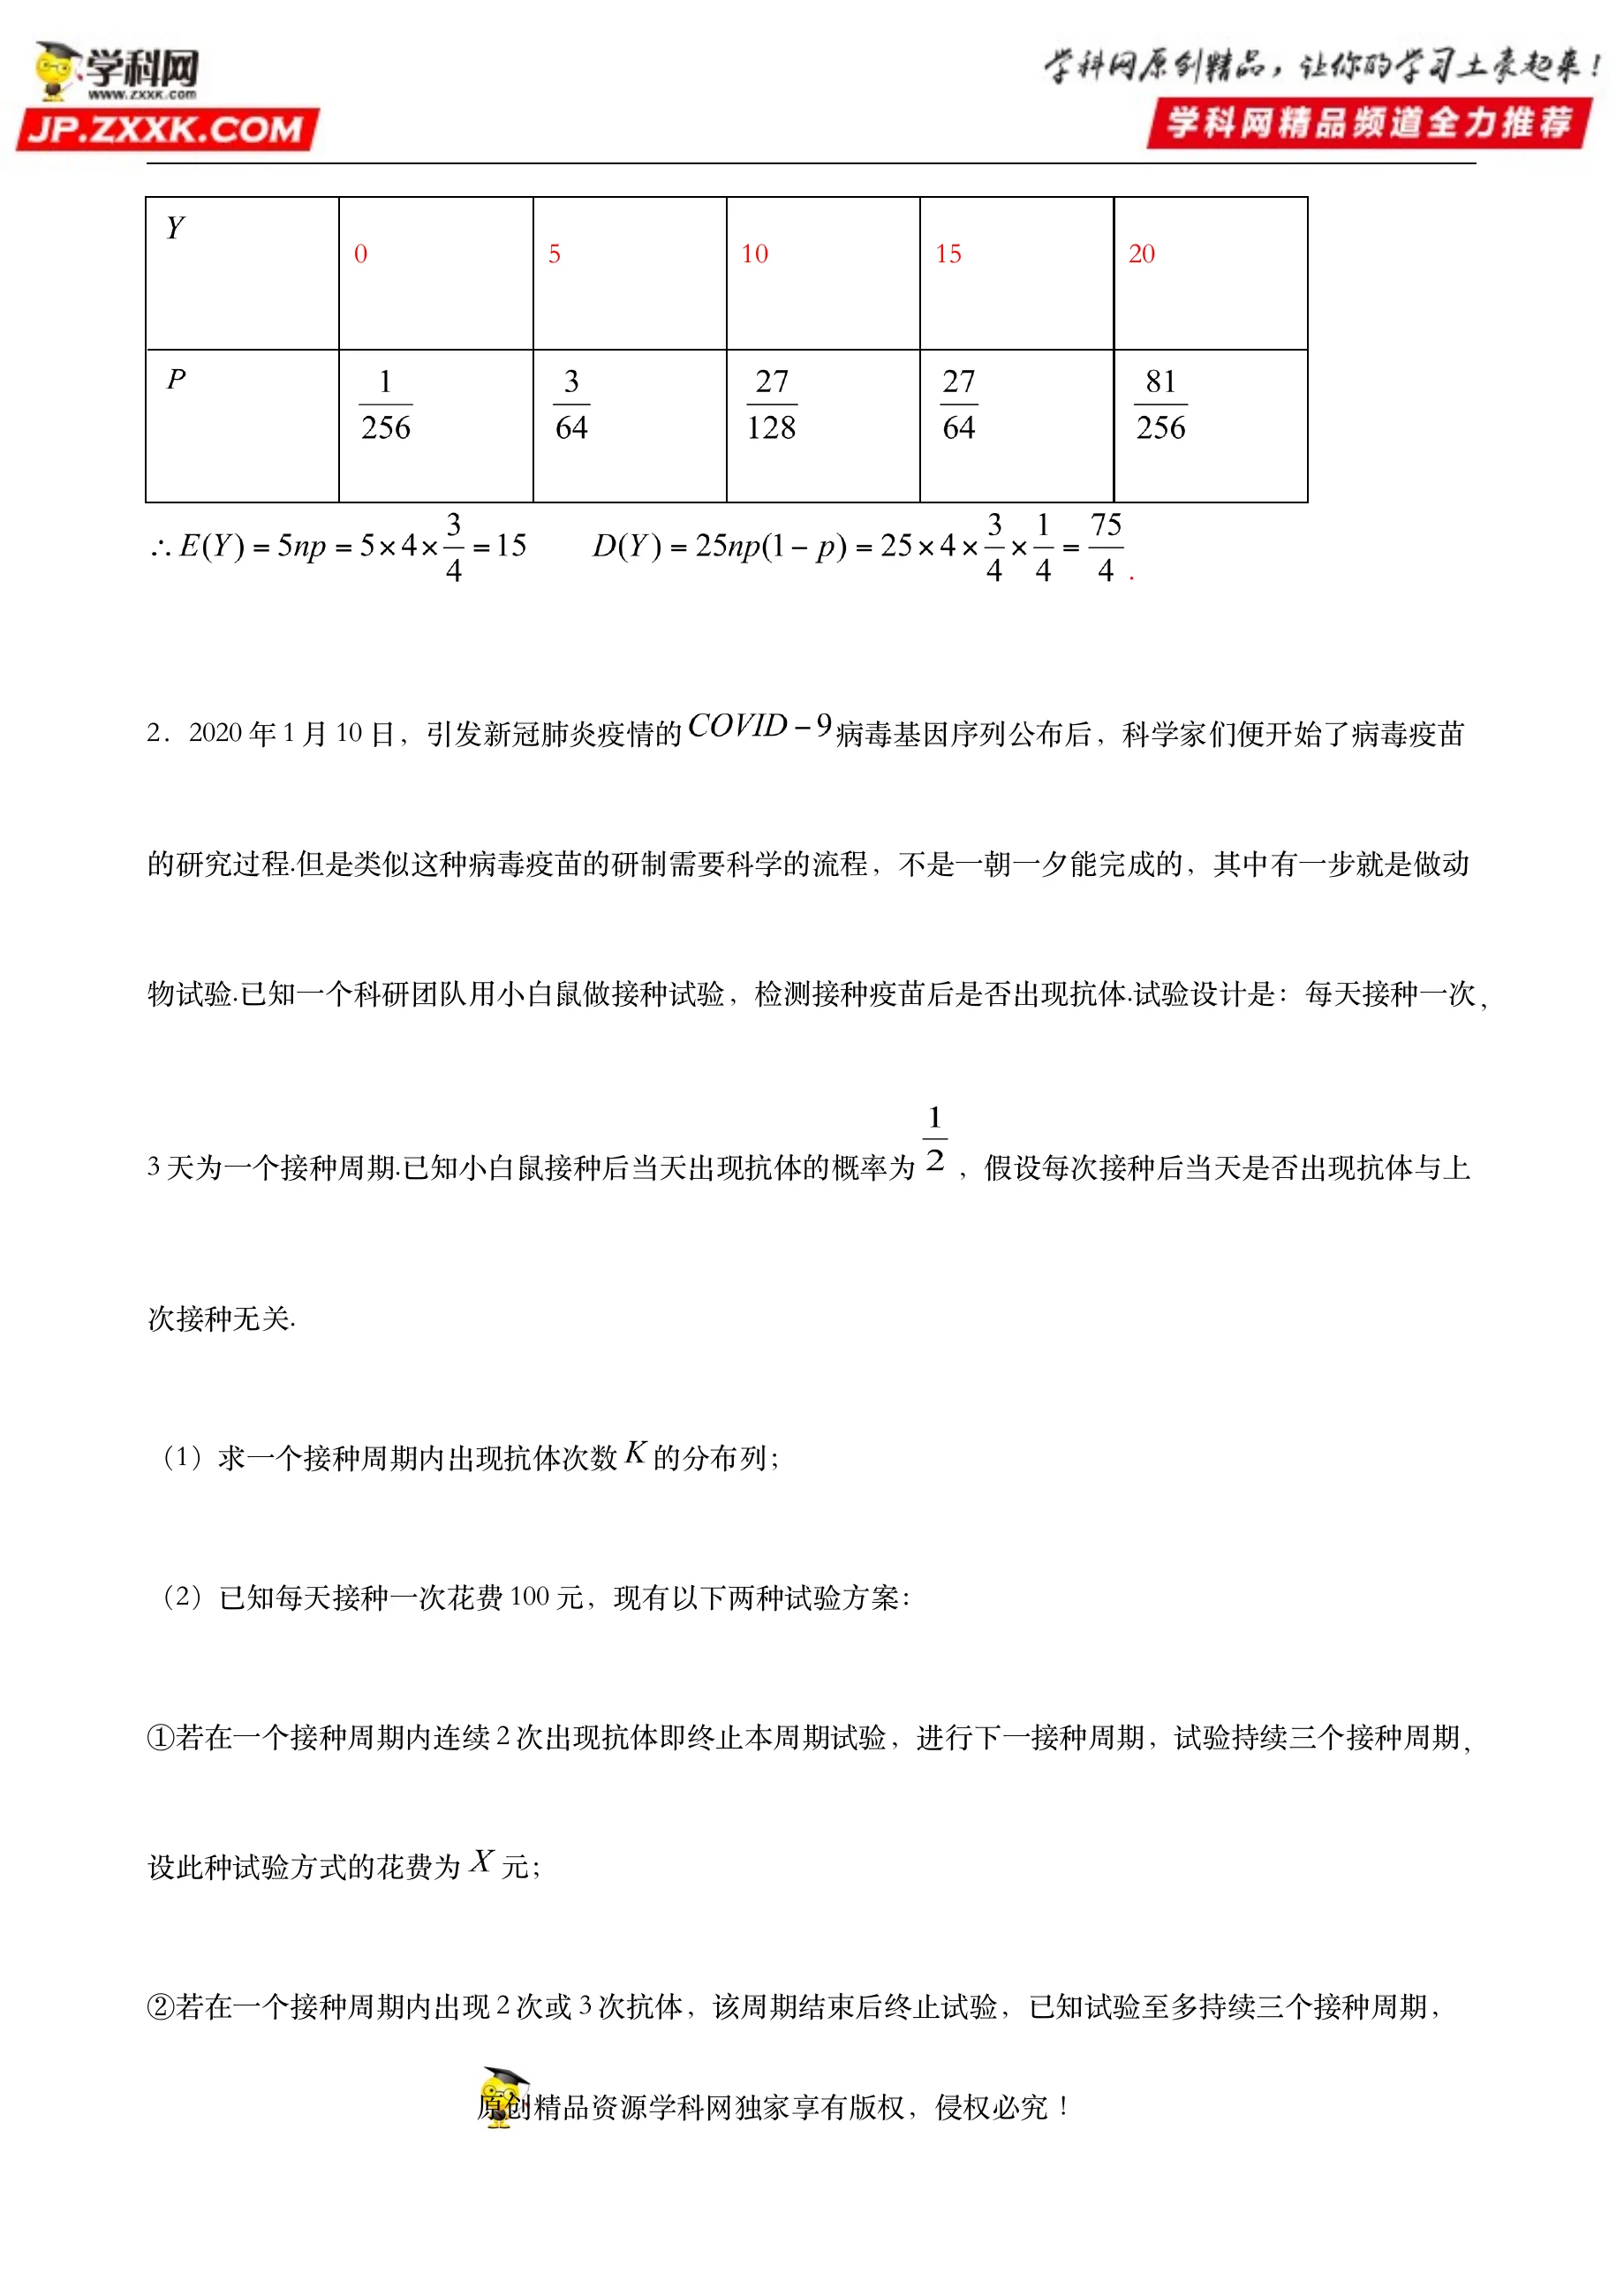 学科网
www.zxxk.com
JP.ZXXK.COM
学科网原创精品，让你的学习土豪起来！
学科网精品频道全力推荐
Y 0 5 10 15 20
P 1/256 3/64 27/128 27/64 81/256
∴E(Y)=5np=5×4×3/4=15 D(Y)=25np(1−p)=25×4×3/4×1/4=75/4.
2．2020年1月10日，引发新冠肺炎疫情的COVID−9病毒基因序列公布后，科学家们便开始了病毒疫苗
的研究过程.但是类似这种病毒疫苗的研制需要科学的流程，不是一朝一夕能完成的，其中有一步就是做动
物试验.已知一个科研团队用小白鼠做接种试验，检测接种疫苗后是否出现抗体.试验设计是：每天接种一次，
3天为一个接种周期.已知小白鼠接种后当天出现抗体的概率为1/2，假设每次接种后当天是否出现抗体与上
次接种无关.
（1）求一个接种周期内出现抗体次数K的分布列；
（2）已知每天接种一次花费100元，现有以下两种试验方案：
①若在一个接种周期内连续2次出现抗体即终止本周期试验，进行下一接种周期，试验持续三个接种周期，
设此种试验方式的花费为X元；
②若在一个接种周期内出现2次或3次抗体，该周期结束后终止试验，已知试验至多持续三个接种周期，
原创精品资源学科网独家享有版权，侵权必究！